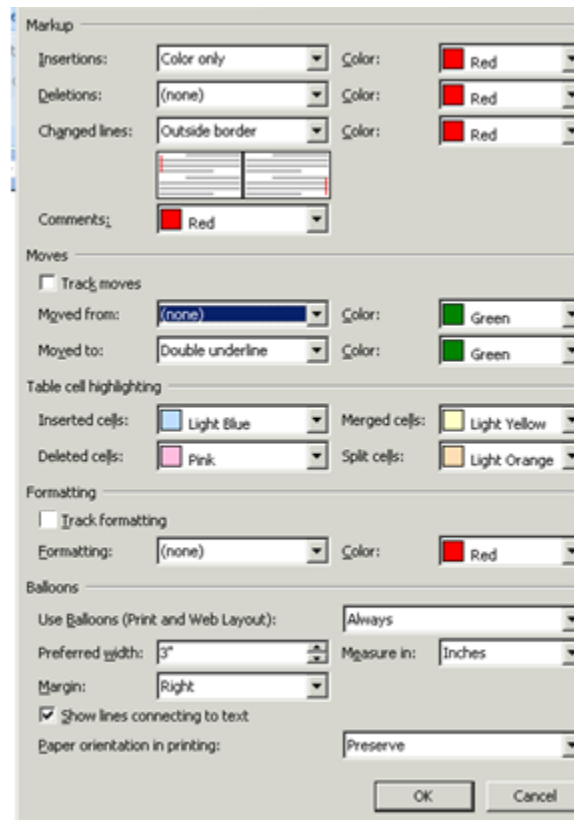 Markup
Insertions: Color only Color: Red
Deletions: (none) Color: Red
Changed lines: Outside border Color: Red
Comments: Red
Moves
Track moves
Moved from: (none) Color: Green
Moved to: Double underline Color: Green
Table cell highlighting
Inserted cells: Light Blue Merged cells: Light Yellow
Deleted cells: Pink Split cells: Light Orange
Formatting
Track formatting
Formatting: (none) Color: Red
Balloons
Use Balloons (Print and Web Layout): Always
Preferred width: 3" Measure in: Inches
Margin: Right
Show lines connecting to text
Paper orientation in printing: Preserve
OK Cancel